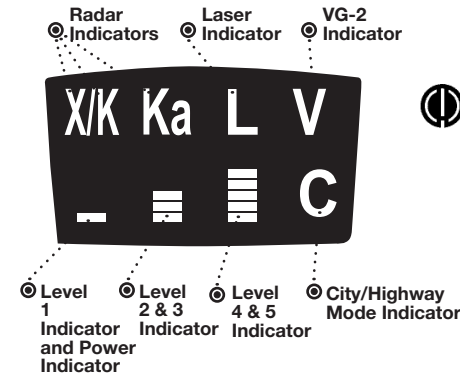 Radar
Indicators
Laser
Indicator
VG-2
Indicator
X/K Ka L V
C
Level
1
Indicator
and Power
Indicator
Level
2 & 3
Indicator
Level
4 & 5
Indicator
City/Highway
Mode Indicator